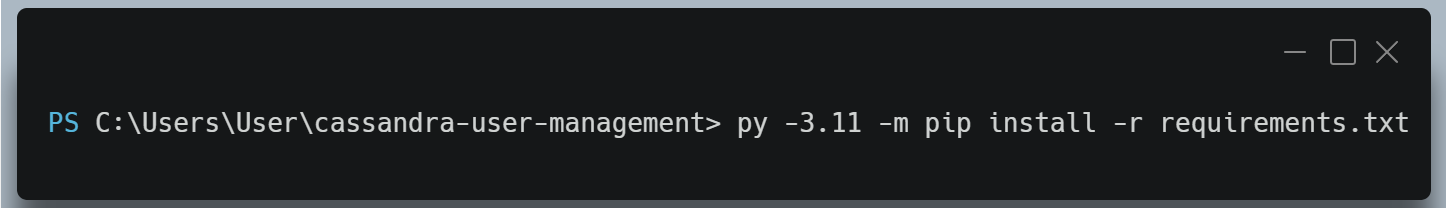 PS C:\Users\User\cassandra-user-management> py -3.11 -m pip install -r requirements.txt